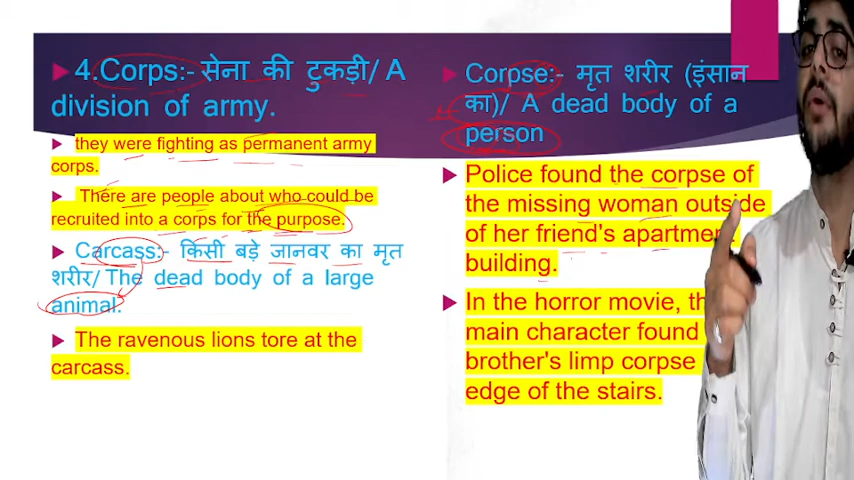 4.Corps:- सेना की टुकड़ी/ A
division of army.
they were fighting as permanent army
corps.
There are people about who could be
recruited into a corps for the purpose.
Carcass:- किसी बड़े जानवर का मृत
शरीर/ The dead body of a large
animal.
The ravenous lions tore at the
carcass.
Corpse:- मृत शरीर (इंसान
का)/ A dead body of a
person
Police found the corpse of
the missing woman outside
of her friend's apartment
building.
In the horror movie,
main character found
brother's limp corpse
edge of the stairs.